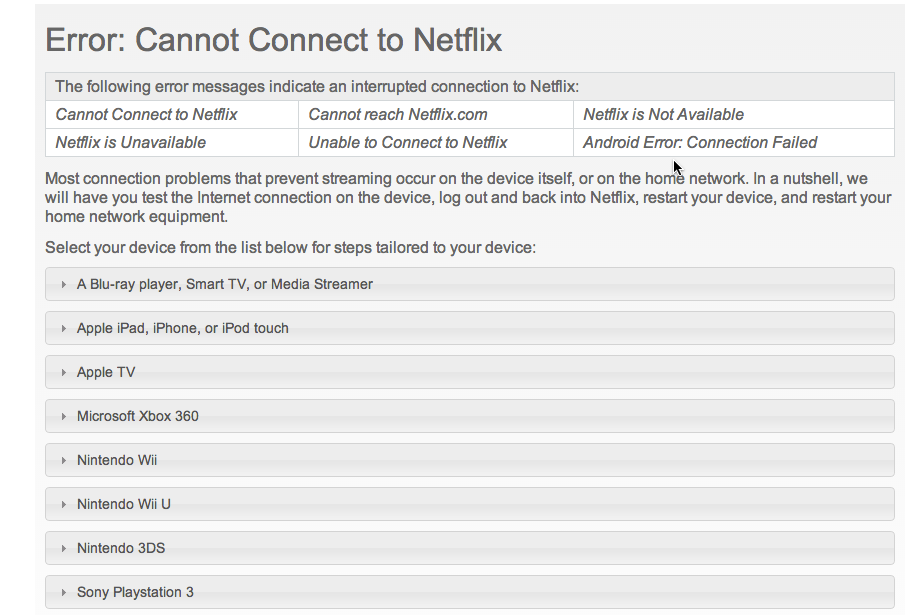 Error: Cannot Connect to Netflix
The following error messages indicate an interrupted connection to Netflix:
Cannot Connect to Netflix Cannot reach Netflix.com Netflix is Not Available
Netflix is Unavailable Unable to Connect to Netflix Android Error: Connection Failed
Most connection problems that prevent streaming occur on the device itself, or on the home network. In a nutshell, we
will have you test the Internet connection on the device, log out and back into Netflix, restart your device, and restart your
home network equipment.
Select your device from the list below for steps tailored to your device:
A Blu-ray player, Smart TV, or Media Streamer
Apple iPad, iPhone, or iPod touch
Apple TV
Microsoft Xbox 360
Nintendo Wii
Nintendo Wii U
Nintendo 3DS
Sony Playstation 3